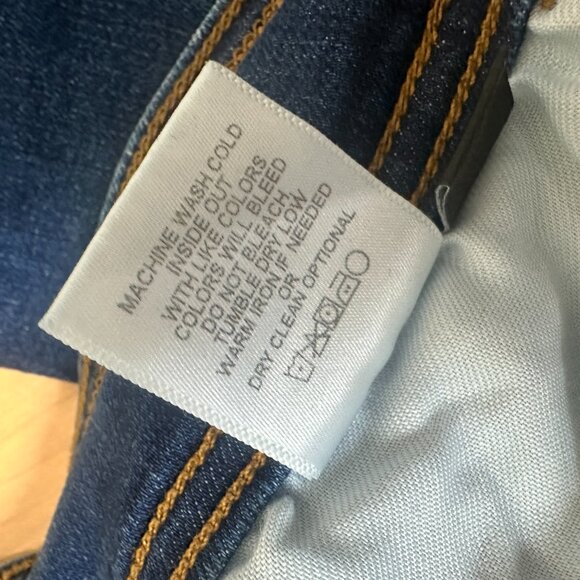 MACHINE WASH COLD
INSIDE OUT
WITH LIKE COLORS
COLORS WILL BLEED
DO NOT BLEACH
TUMBLE DRY LOW
WARM IRON IF NEEDED
OR
DRY CLEAN OPTIONAL